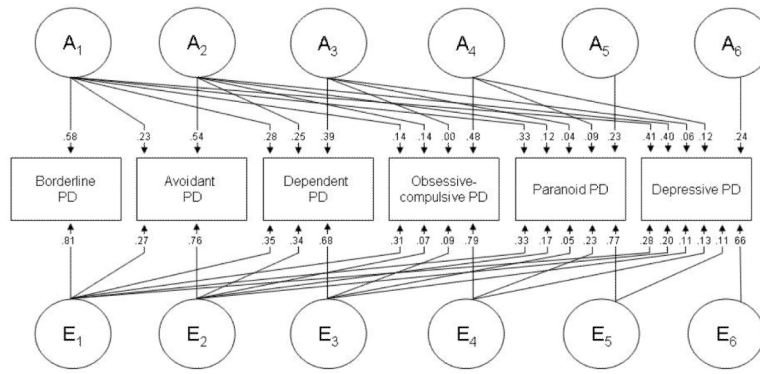 A1 A2 A3 A4 A5 A6
.58 .23 .64 .28 .25 .39 .14 .14 .00 .48 .33 .12 .04 .09 .23 .41 .40 .06 .12 .24
Borderline PD
Avoidant PD
Dependent PD
Obsessive-compulsive PD
Paranoid PD
Depressive PD
.81 .27 .76 .35 .34 .68 .31 .07 .09 .79 .33 .17 .05 .23 .77 .28 .20 .11 .13 .11 66
E1 E2 E3 E4 E5 E6